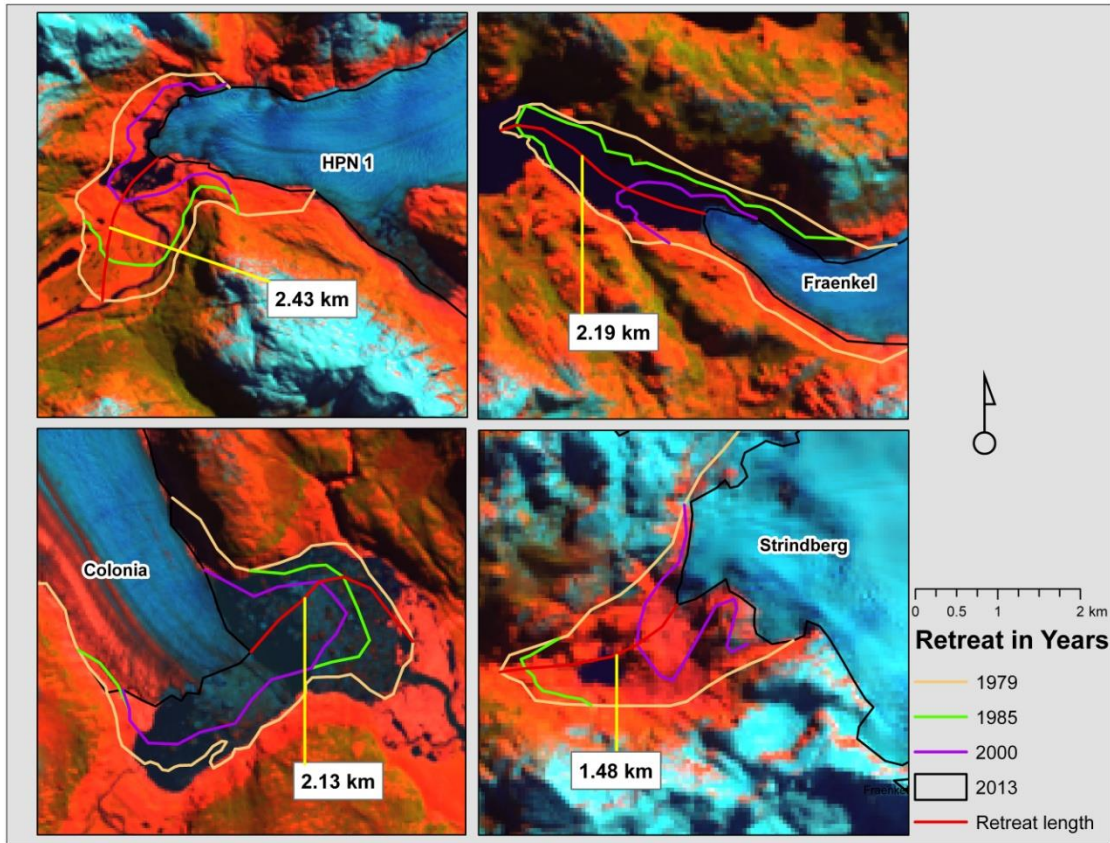 HPN 1
2.43 km
Fraenkel
2.19 km
Colonia
2.13 km
Strindberg
1.48 km
Fraenkel
0 0.5 1 2 km
Retreat in Years
1979
1985
2000
2013
Retreat length